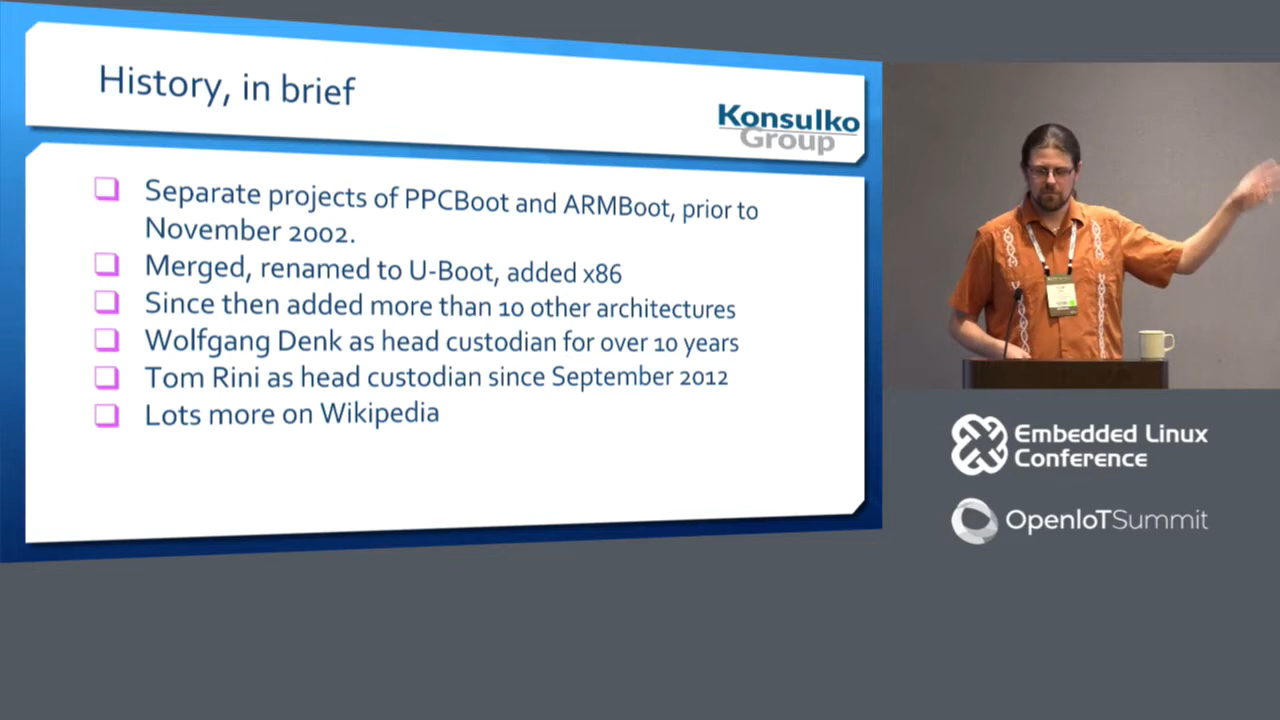 History, in brief
Konsulko
Group
Separate projects of PPCBoot and ARMBoot, prior to
November 2002.
Merged, renamed to U-Boot, added x86
Since then added more than 10 other architectures
Wolfgang Denk as head custodian for over 10 years
Tom Rini as head custodian since September 2012
Lots more on Wikipedia
Embedded Linux
Conference
OpenIoTSummit